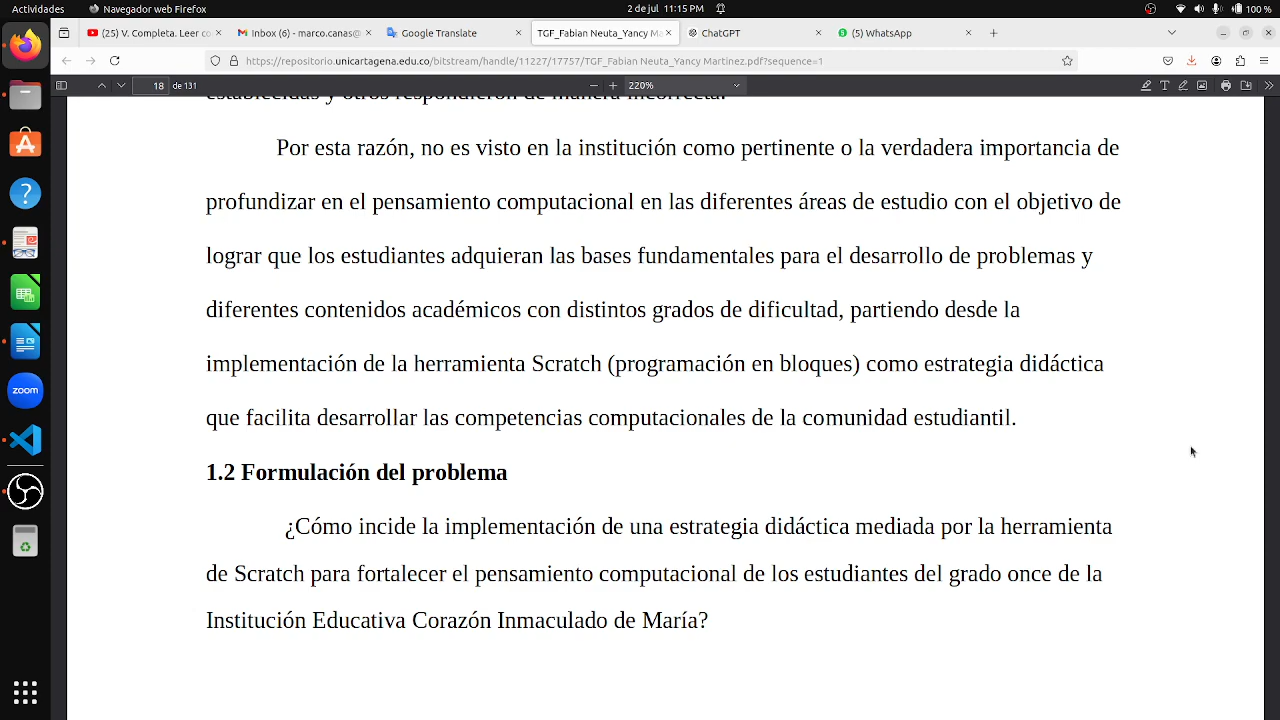 Actividades
Navegador web Firefox
2 de jul 11:15 PM
100 %
(25) V. Completa. Leer co
Inbox (6) - marco.canas@
Google Translate
TGF_Fabian Neuta_Yancy Ma
ChatGPT
(5) WhatsApp
https://repositorio.unicartagena.edu.co/bitstream/handle/11227/17757/TGF_Fabian Neuta_Yancy Martinez.pdf?sequence=1
18 de 131
220%
establecidas y otros respondieron de manera incorrecta.
Por esta razón, no es visto en la institución como pertinente o la verdadera importancia de
profundizar en el pensamiento computacional en las diferentes áreas de estudio con el objetivo de
lograr que los estudiantes adquieran las bases fundamentales para el desarrollo de problemas y
diferentes contenidos académicos con distintos grados de dificultad, partiendo desde la
implementación de la herramienta Scratch (programación en bloques) como estrategia didáctica
que facilita desarrollar las competencias computacionales de la comunidad estudiantil.
1.2 Formulación del problema
¿Cómo incide la implementación de una estrategia didáctica mediada por la herramienta
de Scratch para fortalecer el pensamiento computacional de los estudiantes del grado once de la
Institución Educativa Corazón Inmaculado de María?
zoom